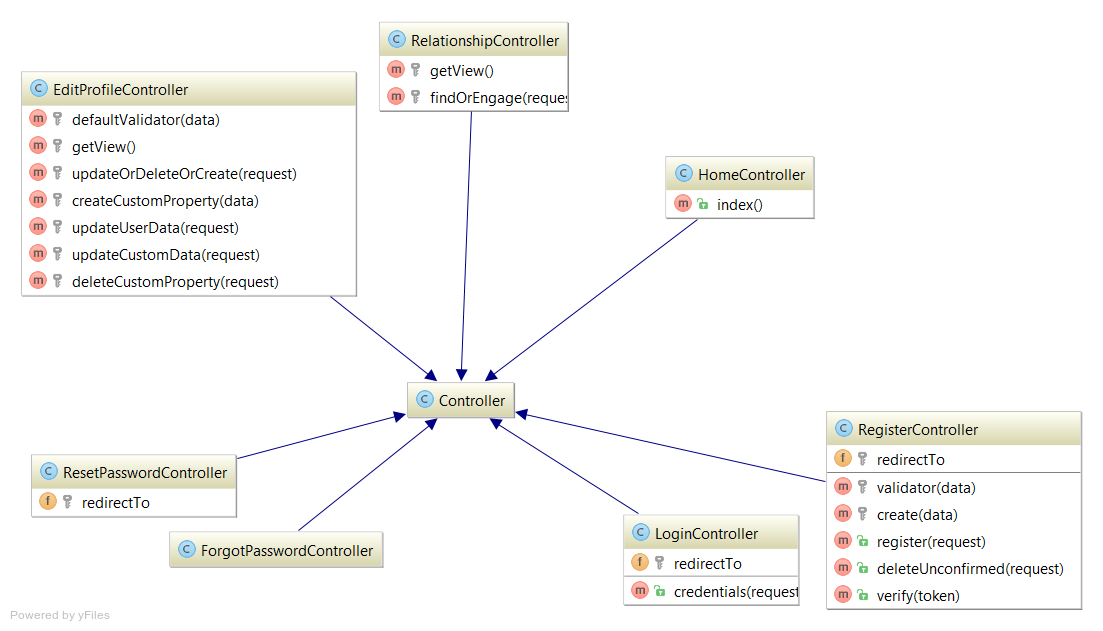 RelationshipController
getView()
findOrEngage(reques
EditProfileController
defaultValidator(data)
getView()
updateOrDeleteOrCreate(request)
createCustomProperty(data)
updateUserData(request)
updateCustomData(request)
deleteCustomProperty(request)
HomeController
index()
Controller
ResetPasswordController
redirectTo
ForgotPasswordController
LoginController
redirectTo
credentials(request
RegisterController
redirectTo
validator(data)
create(data)
register(request)
deleteUnconfirmed(request)
verify(token)
Powered by yFiles